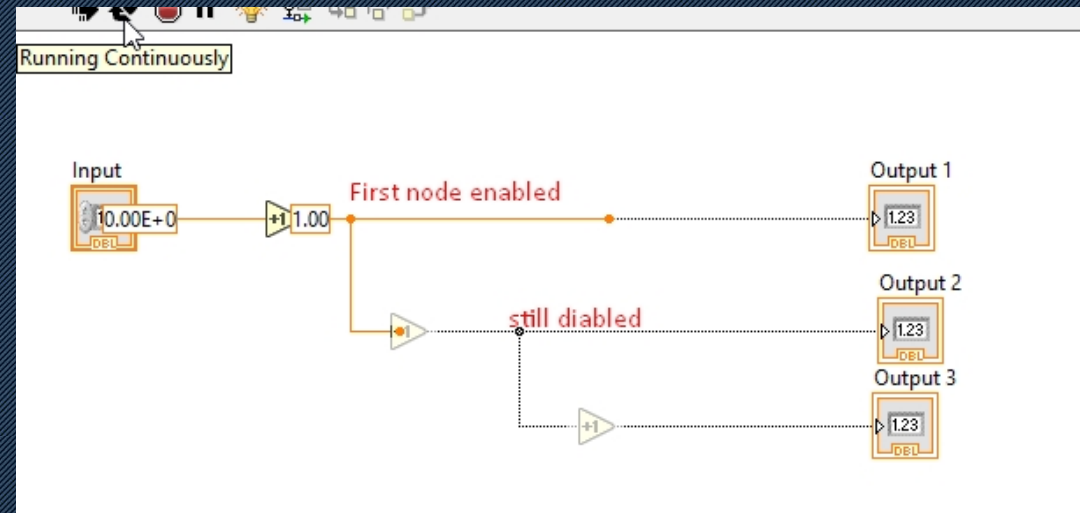 Running Continuously
Input
Output 1
First node enabled
0.00E+0
+1
1.00
1.23
DBL
DBL
Output 2
still diabled
1.23
DBL
Output 3
+1
1.23
DBL